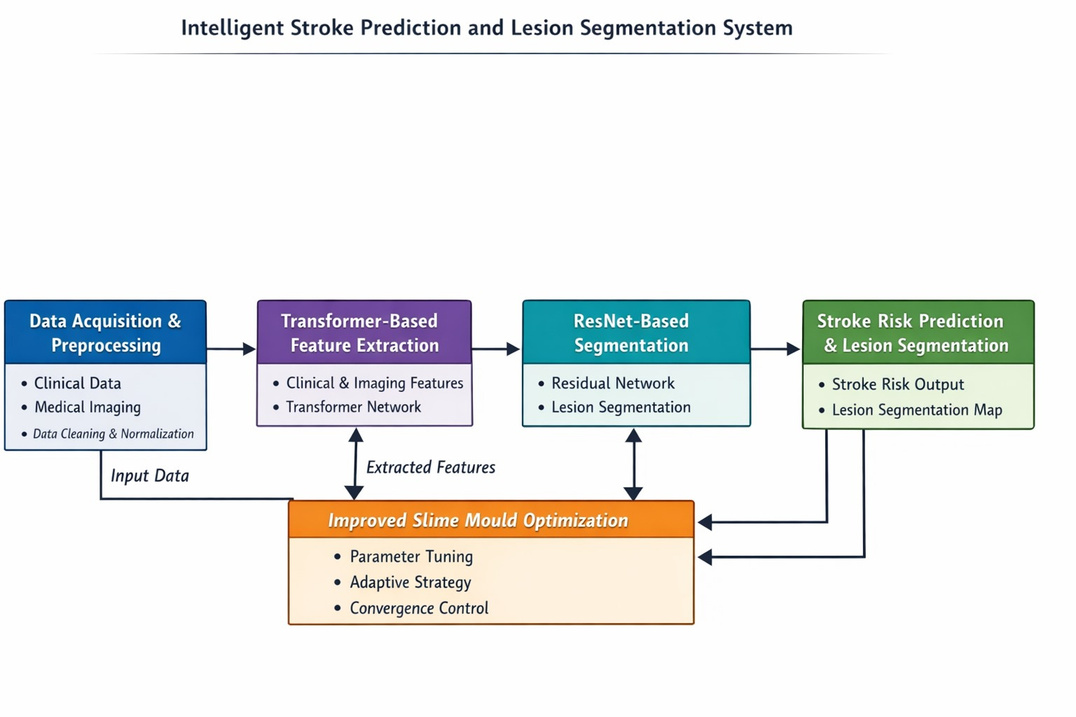 Intelligent Stroke Prediction and Lesion Segmentation System
Data Acquisition &
Preprocessing
• Clinical Data
• Medical Imaging
• Data Cleaning & Normalization
Transformer-Based
Feature Extraction
• Clinical & Imaging Features
• Transformer Network
ResNet-Based
Segmentation
• Residual Network
• Lesion Segmentation
Stroke Risk Prediction
& Lesion Segmentation
• Stroke Risk Output
• Lesion Segmentation Map
Input Data
Extracted Features
Improved Slime Mould Optimization
• Parameter Tuning
• Adaptive Strategy
• Convergence Control